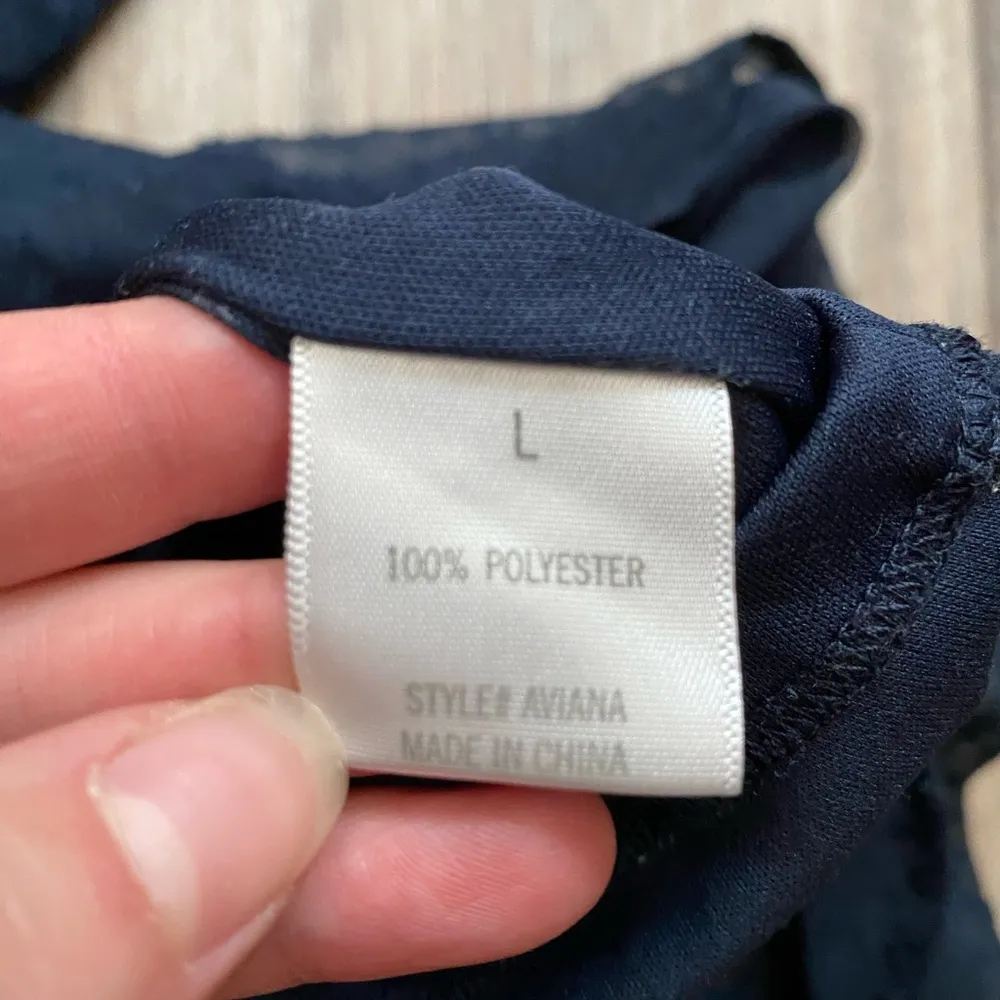 L
100% POLYESTER
STYLE# AVIANA
MADE IN CHINA